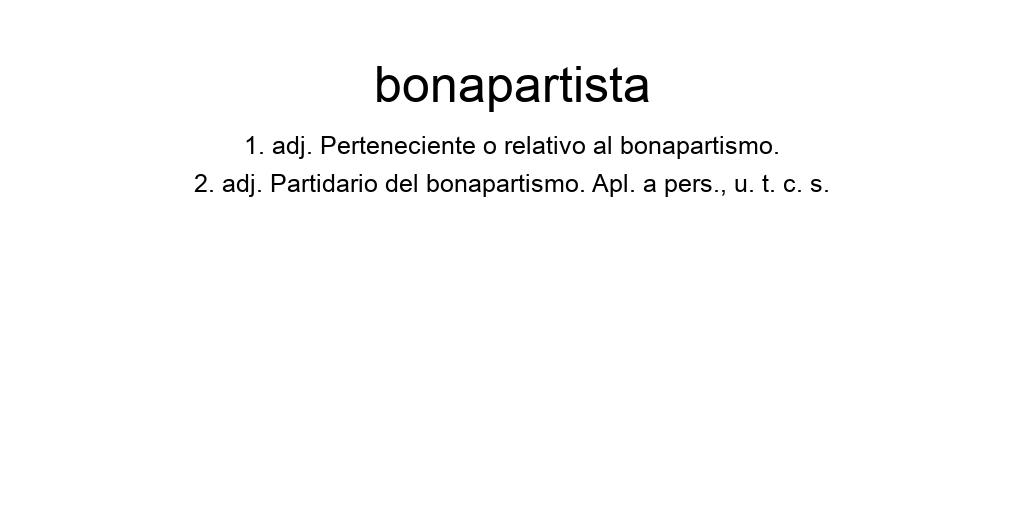 bonapartista
1. adj. Perteneciente o relativo al bonapartismo.
2. adj. Partidario del bonapartismo. Apl. a pers., u. t. c. s.